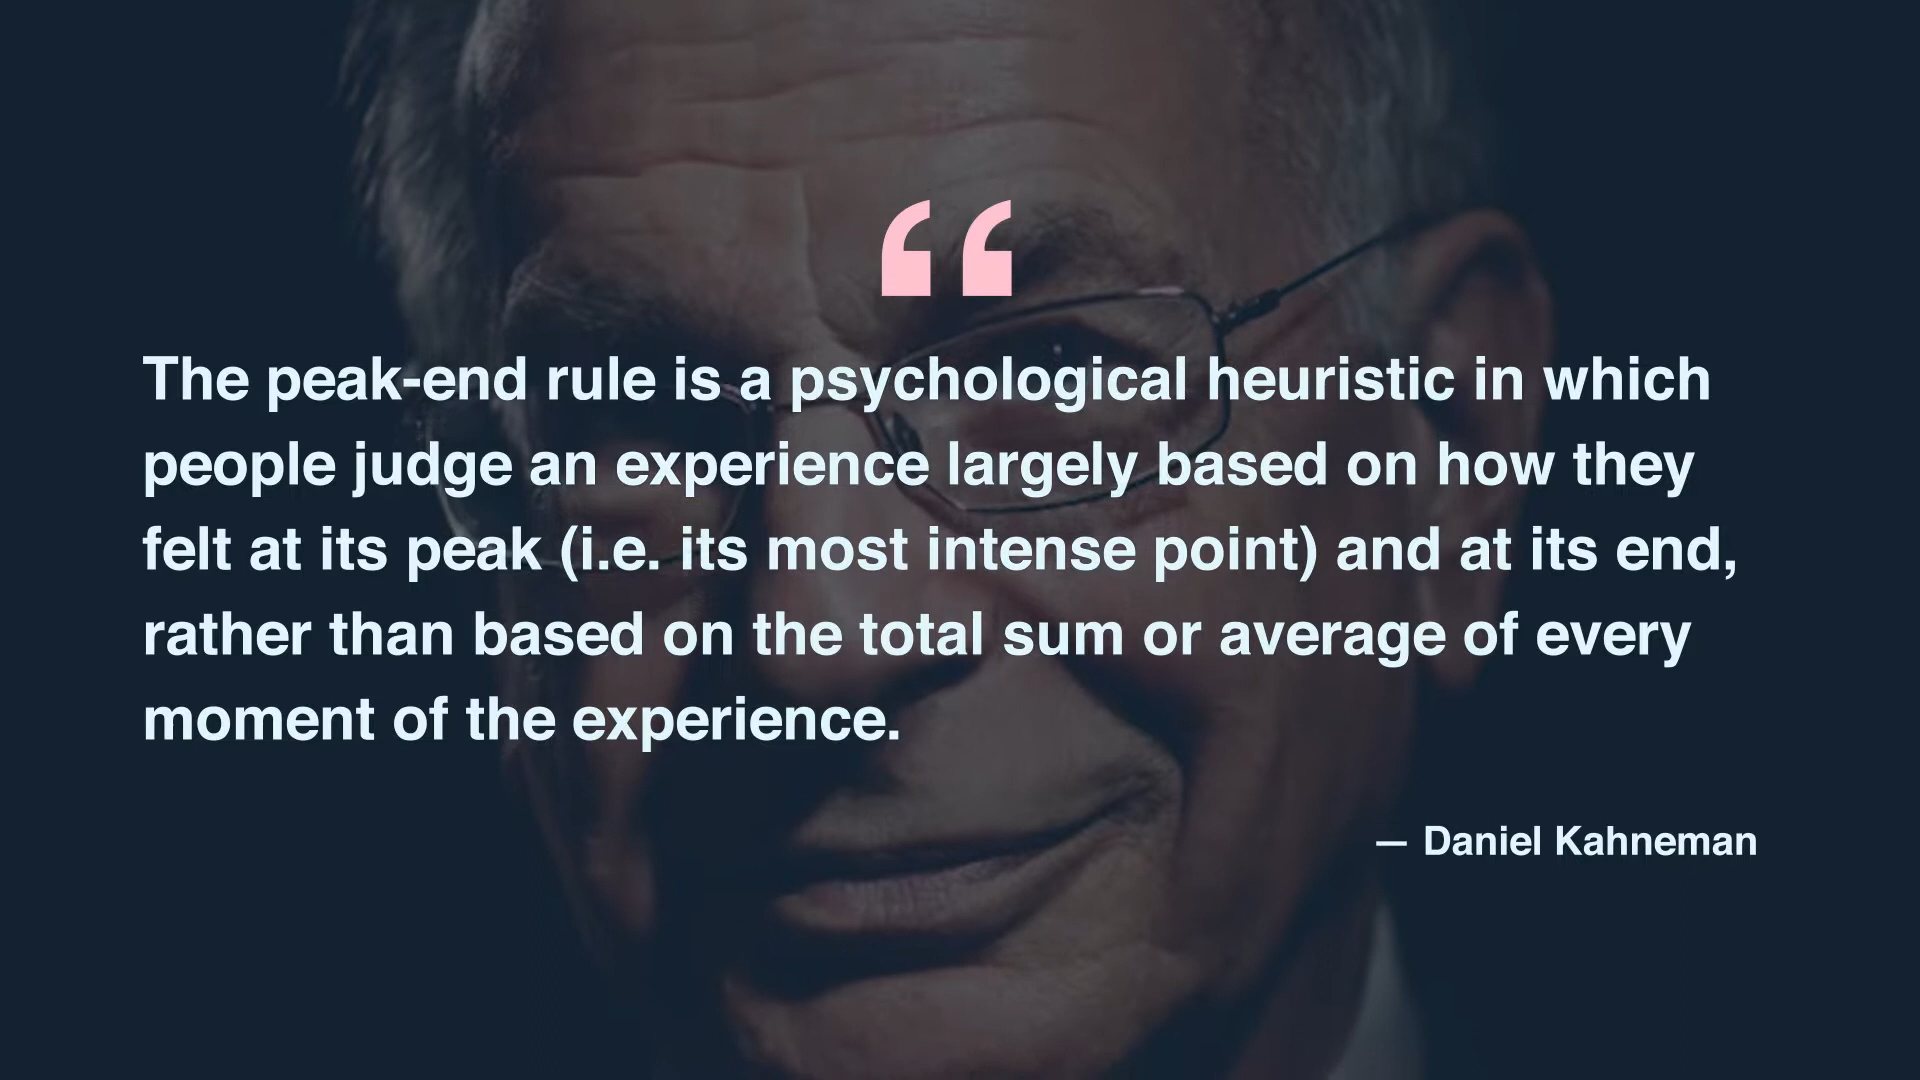 “
The peak-end rule is a psychological heuristic in which
people judge an experience largely based on how they
felt at its peak (i.e. its most intense point) and at its end,
rather than based on the total sum or average of every
moment of the experience.
— Daniel Kahneman